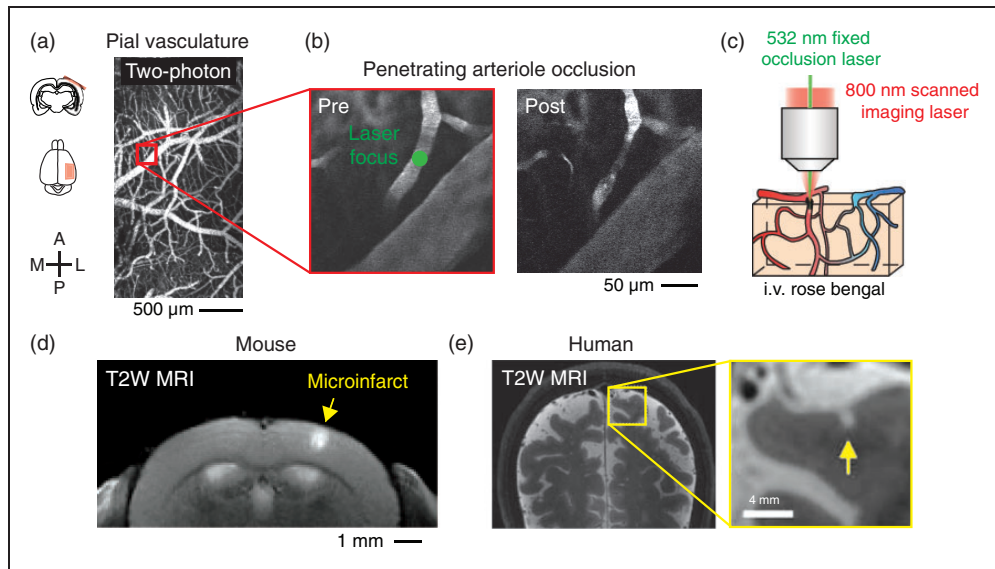 (a)
Pial vasculature
Two-photon
A
M
L
P
500 µm
(b)
Penetrating arteriole occlusion
Pre
Laser
focus
Post
50 µm
(c)
532 nm fixed
occlusion laser
800 nm scanned
imaging laser
i.v. rose bengal
(d)
Mouse
T2W MRI
Microinfarct
1 mm
(e)
Human
T2W MRI
4 mm